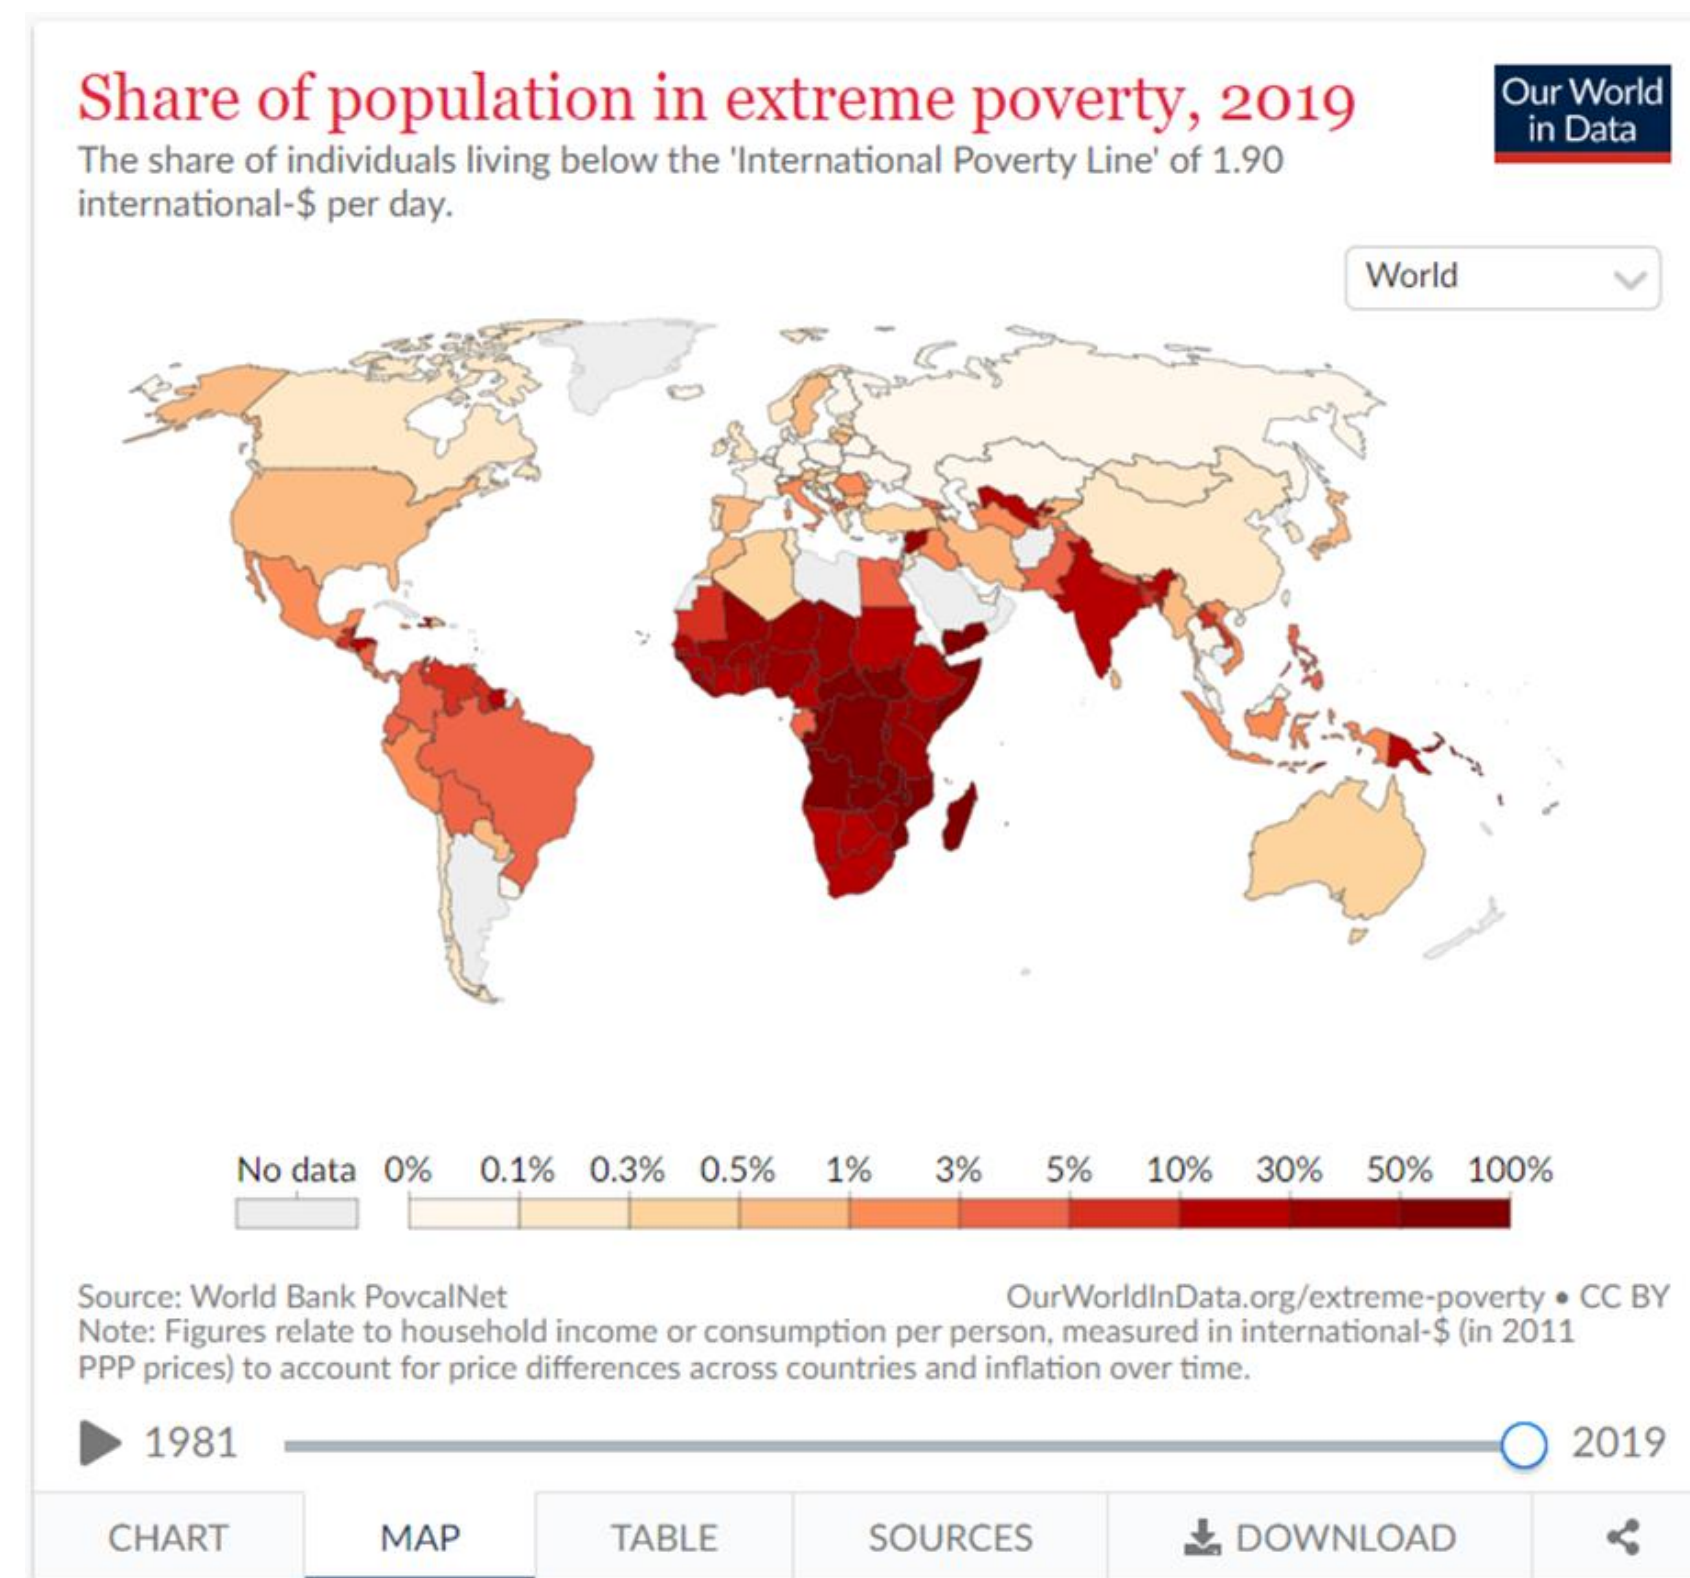 Share of population in extreme poverty, 2019
Our World
in Data
The share of individuals living below the 'International Poverty Line' of 1.90
international-$ per day.
World
No data 0% 0.1% 0.3% 0.5% 1% 3% 5% 10% 30% 50% 100%
Source: World Bank PovcalNet
OurWorldInData.org/extreme-poverty • CC BY
Note: Figures relate to household income or consumption per person, measured in international-$ (in 2011
PPP prices) to account for price differences across countries and inflation over time.
1981 2019
CHART MAP TABLE SOURCES DOWNLOAD